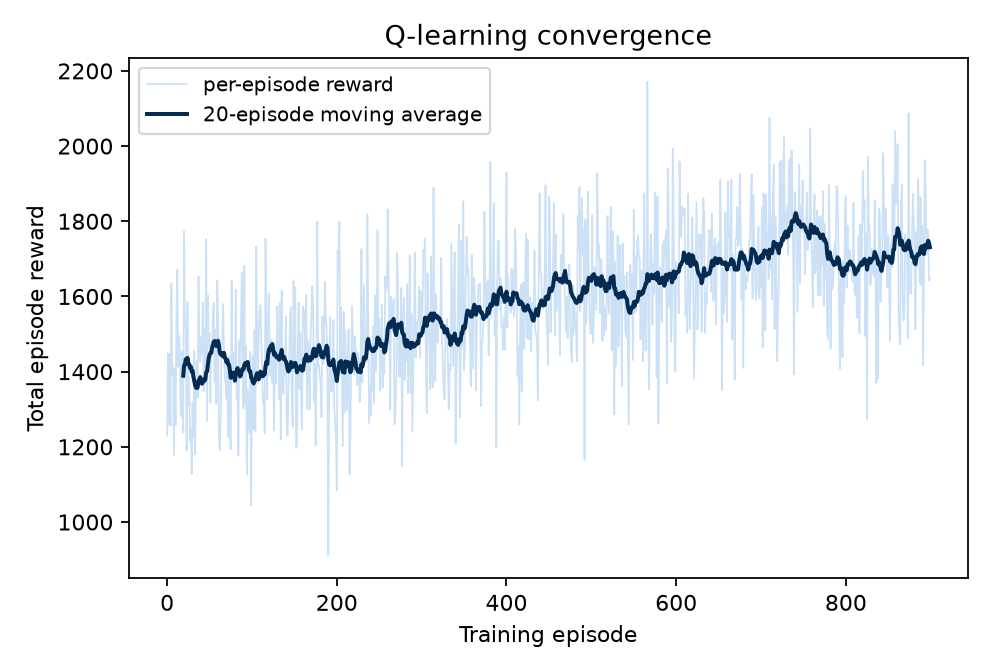 Q-learning convergence
per-episode reward
20-episode moving average
2200
2000
1800
1600
1400
1200
1000
Total episode reward
0
200
400
600
800
Training episode